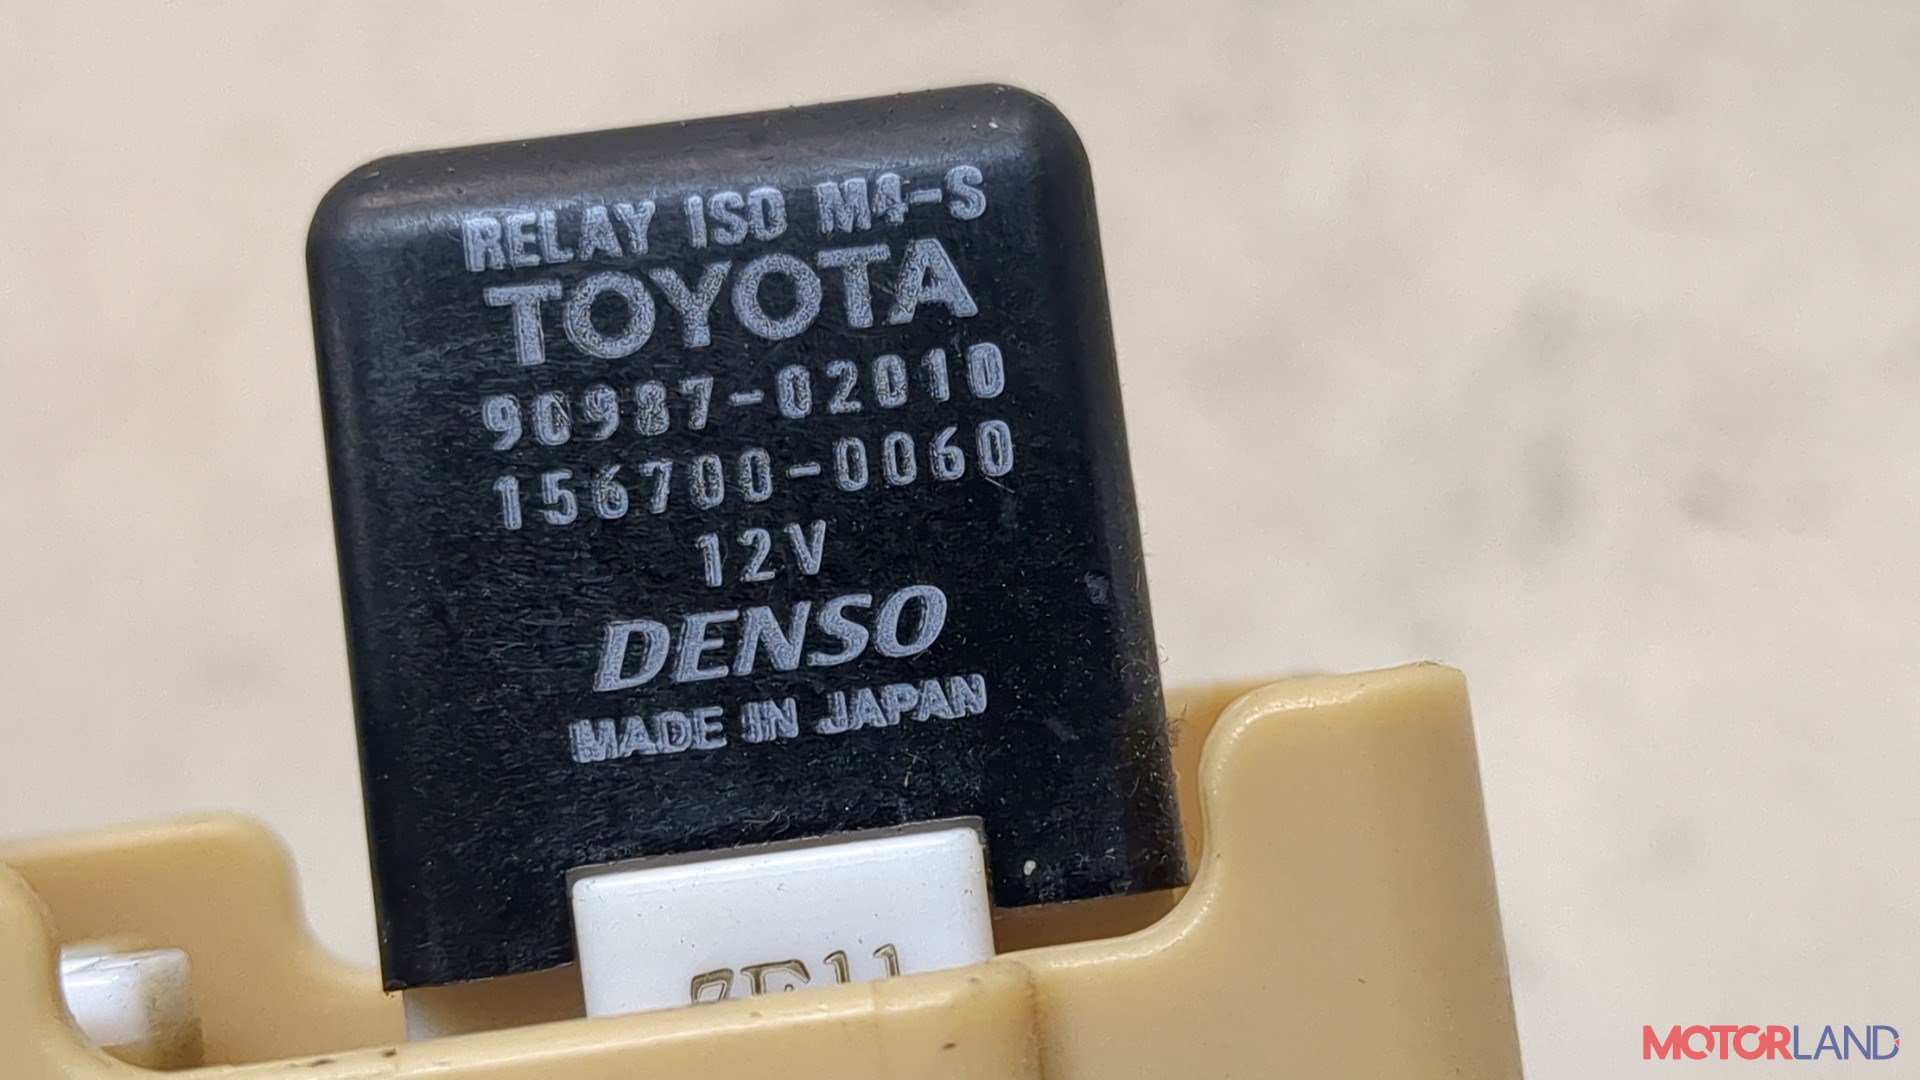 RELAY ISO M4-S
TOYOTA
90987-02010
156700-0060
12V
DENSO
MADE IN JAPAN
MOTORLAND